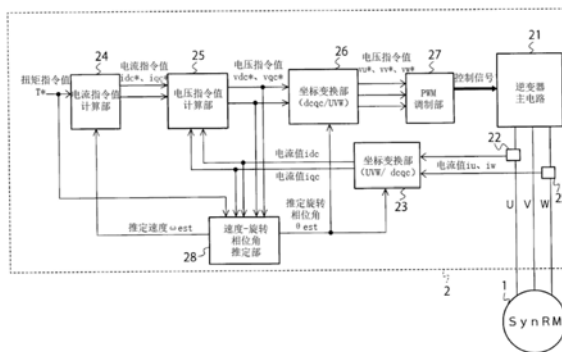 24
电流指令值
idc*、iqc*
25
电压指令值
vdc*、vqc*
26
电压指令值
vu*、vv*、vw*
27
21
扭矩指令值
T*
电流指令值
计算部
电压指令值
计算部
坐标变换部
(dcqc/UVW)
PWM
调制部
控制信号
逆变器
主电路
22
电流值idc
电流值iqc
坐标变换部
(UVW/dcqc)
23
电流值iu、iw
2
U
V
W
推定速度ωest
速度-旋转
相位角
推定部
28
推定旋转
相位角
θest
2
1
SynRM